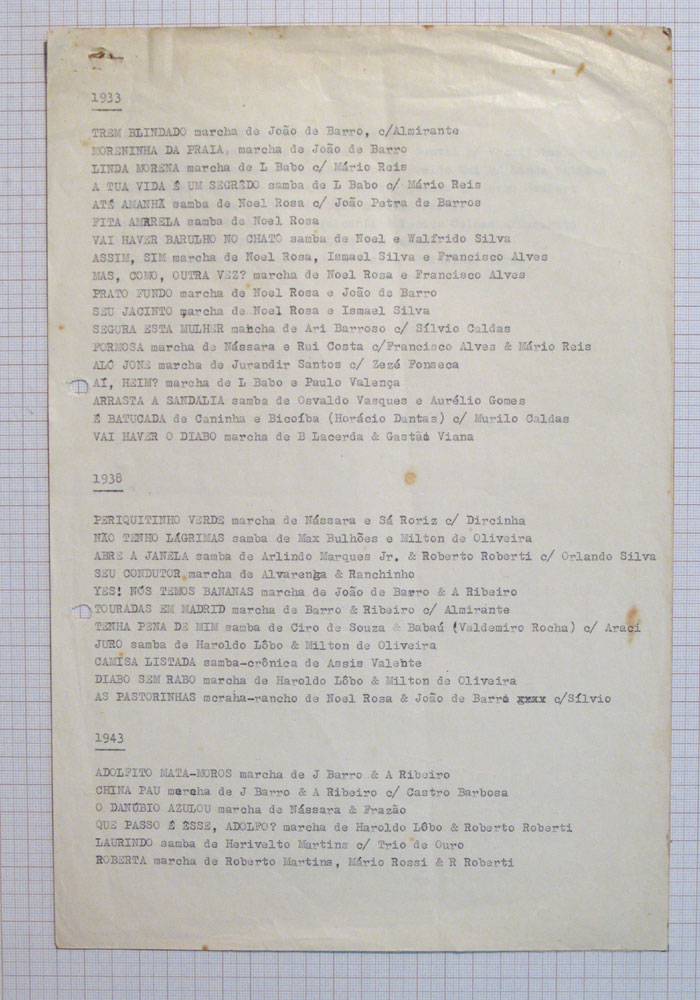 1933
TREM BLINDADO marcha de João de Barro, c/Almirante
MORENINHA DA PRAIA, marcha de João de Barro
LINDA MORENA marcha de L Babo c/ Mário Reis
A TUA VIDA É UM SEGRÊDO samba de L Babo c/ Mário Reis
ATÉ AMANHÃ samba de Noel Rosa c/ João Petra de Barros
FITA AMARELA samba de Noel Rosa
VAI HAVER BARULHO NO CHATÔ samba de Noel e Walfrido Silva
ASSIM, SIM marcha de Noel Rosa, Ismael Silva e Francisco Alves
MAS, COMO, OUTRA VEZ? marcha de Noel Rosa e Francisco Alves
PRATO FUNDO marcha de Noel Rosa e João de Barro
SEU JACINTO marcha de Noel Rosa e Ismael Silva
SEGURA ESTA MULHER mahcha de Ari Barroso c/ Sílvio Caldas
FORMOSA marcha de Nássara e Rui Costa c/Francisco Alves & Mário Reis
ALÔ JONE marcha de Jurandir Santos c/ Zezé Fonseca
AÍ, HEIM? marcha de L Babo e Paulo Valença
ARRASTA A SANDÁLIA samba de Osvaldo Vasques e Aurélio Gomes
É BATUCADA de Caninha e Bicoíba (Horácio Dantas) c/ Murilo Caldas
VAI HAVER O DIABO marcha de B Lacerda & Gastão Viana
1938
PERIQUITINHO VERDE marcha de Nássara e Sá Roriz c/ Dircinha
NÃO TENHO LÁGRIMAS samba de Max Bulhões e Milton de Oliveira
ABRE A JANELA samba de Arlindo Marques Jr. & Roberto Roberti c/ Orlando Silva
SEU CONDUTOR marcha de Alvarenga & Ranchinho
YES! NÓS TEMOS BANANAS marcha de João de Barro & A Ribeiro
TOURADAS EM MADRID marcha de Barro & Ribeiro c/ Almirante
TENHA PENA DE MIM samba de Ciro de Souza & Babaú (Valdemiro Rocha) c/ Araci
JURO samba de Haroldo Lôbo & Milton de Oliveira
CAMISA LISTADA samba-crônica de Assis Valente
DIABO SEM RABO marcha de Haroldo Lôbo & Milton de Oliveira
AS PASTORINHAS mcraha-rancho de Noel Rosa & João de Barro c/Sílvio
1943
ADOLFITO MATA-MOROS marcha de J Barro & A Ribeiro
CHINA PAU marcha de J Barro & A Ribeiro c/ Castro Barbosa
O DANÚBIO AZULOU marcha de Nássara & Frazão
QUE PASSO É ÊSSE, ADOLFO? marcha de Haroldo Lôbo & Roberto Roberti
LAURINDO samba de Herivelto Martins c/ Trio de Ouro
ROBERTA marcha de Roberto Martins, Mário Rossi & R Roberti